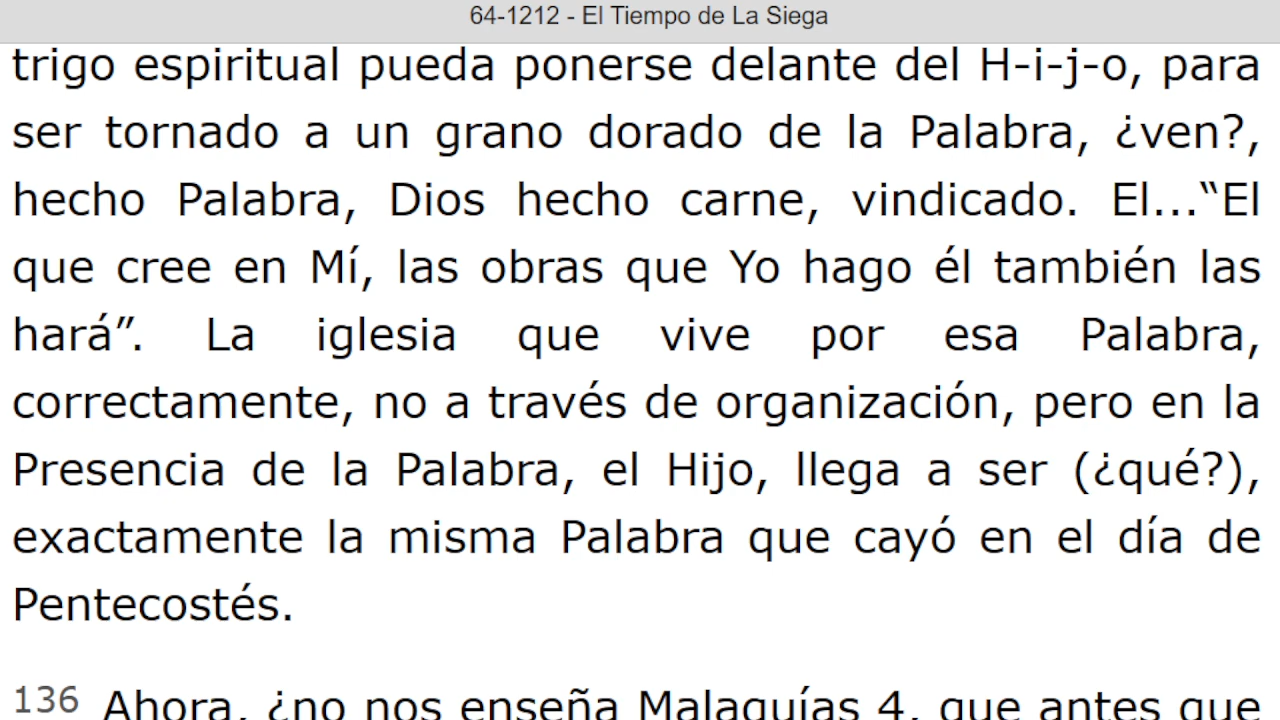 64-1212 - El Tiempo de La Siega
trigo espiritual pueda ponerse delante del H-i-j-o, para
ser tornado a un grano dorado de la Palabra, ¿ven?,
hecho Palabra, Dios hecho carne, vindicado. El...“El
que cree en Mí, las obras que Yo hago él también las
hará”. La iglesia que vive por esa Palabra,
correctamente, no a través de organización, pero en la
Presencia de la Palabra, el Hijo, llega a ser (¿qué?),
exactamente la misma Palabra que cayó en el día de
Pentecostés.
136 Ahora, ¿no nos enseña Malaquías 4, que antes que